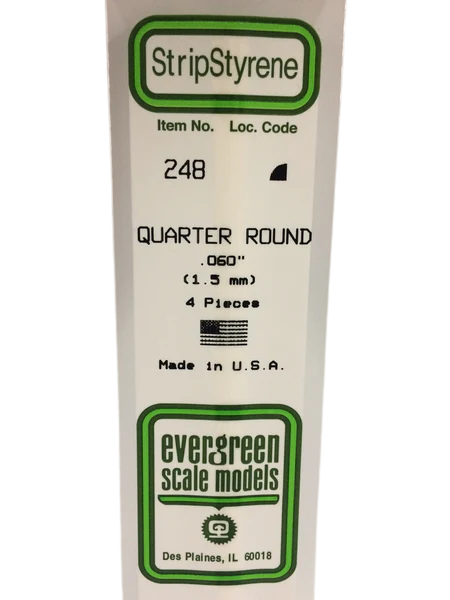 StripStyrene
Item No. Loc. Code
248
QUARTER ROUND
.060"
(1.5 mm)
4 Pieces
Made in U.S.A.
evergreen
scale models
Des Plaines, IL 60018